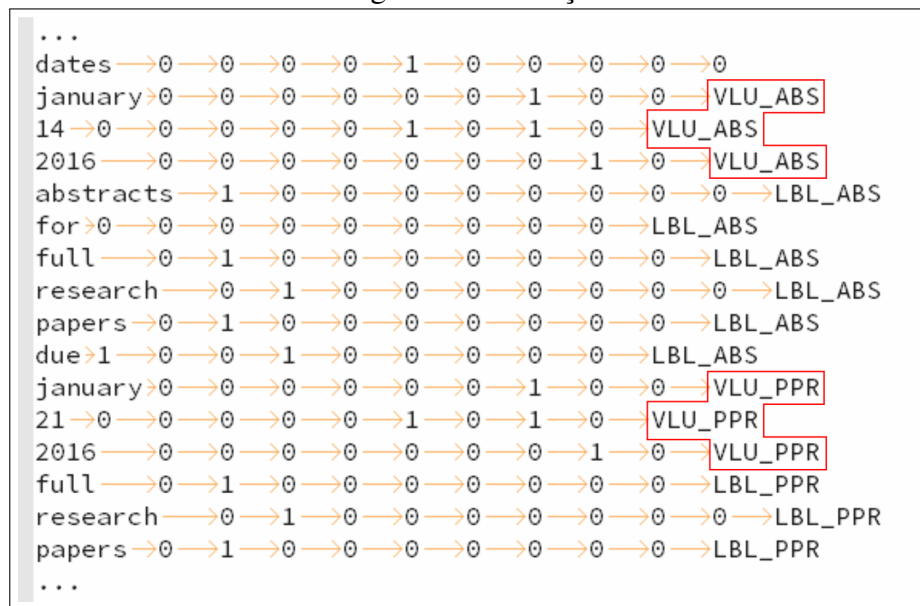 ...
dates→0→0→0→0→1→0→0→0→0→0
january→0→0→0→0→0→0→1→0→0→VLU_ABS
14→0→0→0→0→0→1→0→1→0→VLU_ABS
2016→0→0→0→0→0→0→0→1→0→VLU_ABS
abstracts→1→0→0→0→0→0→0→0→0→LBL_ABS
for→0→0→0→0→0→0→0→0→0→LBL_ABS
full→0→1→0→0→0→0→0→0→0→LBL_ABS
research→0→1→0→0→0→0→0→0→0→LBL_ABS
papers→0→1→0→0→0→0→0→0→0→LBL_ABS
due→1→0→0→1→0→0→0→0→0→LBL_ABS
january→0→0→0→0→0→0→1→0→0→VLU_PPR
21→0→0→0→0→0→1→0→1→0→VLU_PPR
2016→0→0→0→0→0→0→0→1→0→VLU_PPR
full→0→1→0→0→0→0→0→0→0→LBL_PPR
research→0→1→0→0→0→0→0→0→0→LBL_PPR
papers→0→1→0→0→0→0→0→0→0→LBL_PPR
...